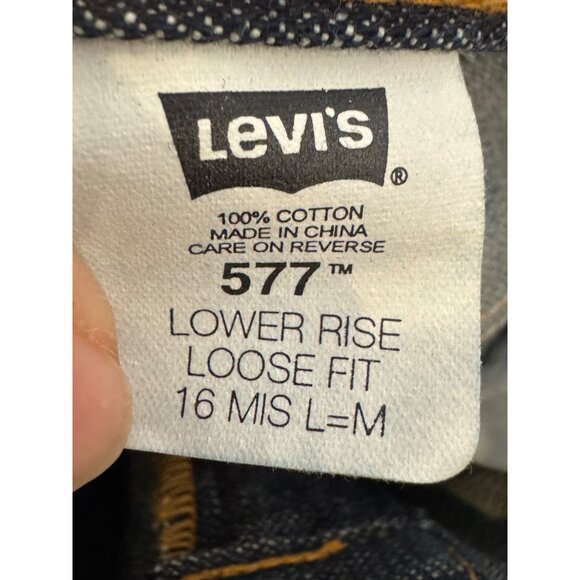 Levi's ®
100% COTTON
MADE IN CHINA
CARE ON REVERSE
577™
LOWER RISE
LOOSE FIT
16 MIS L=M